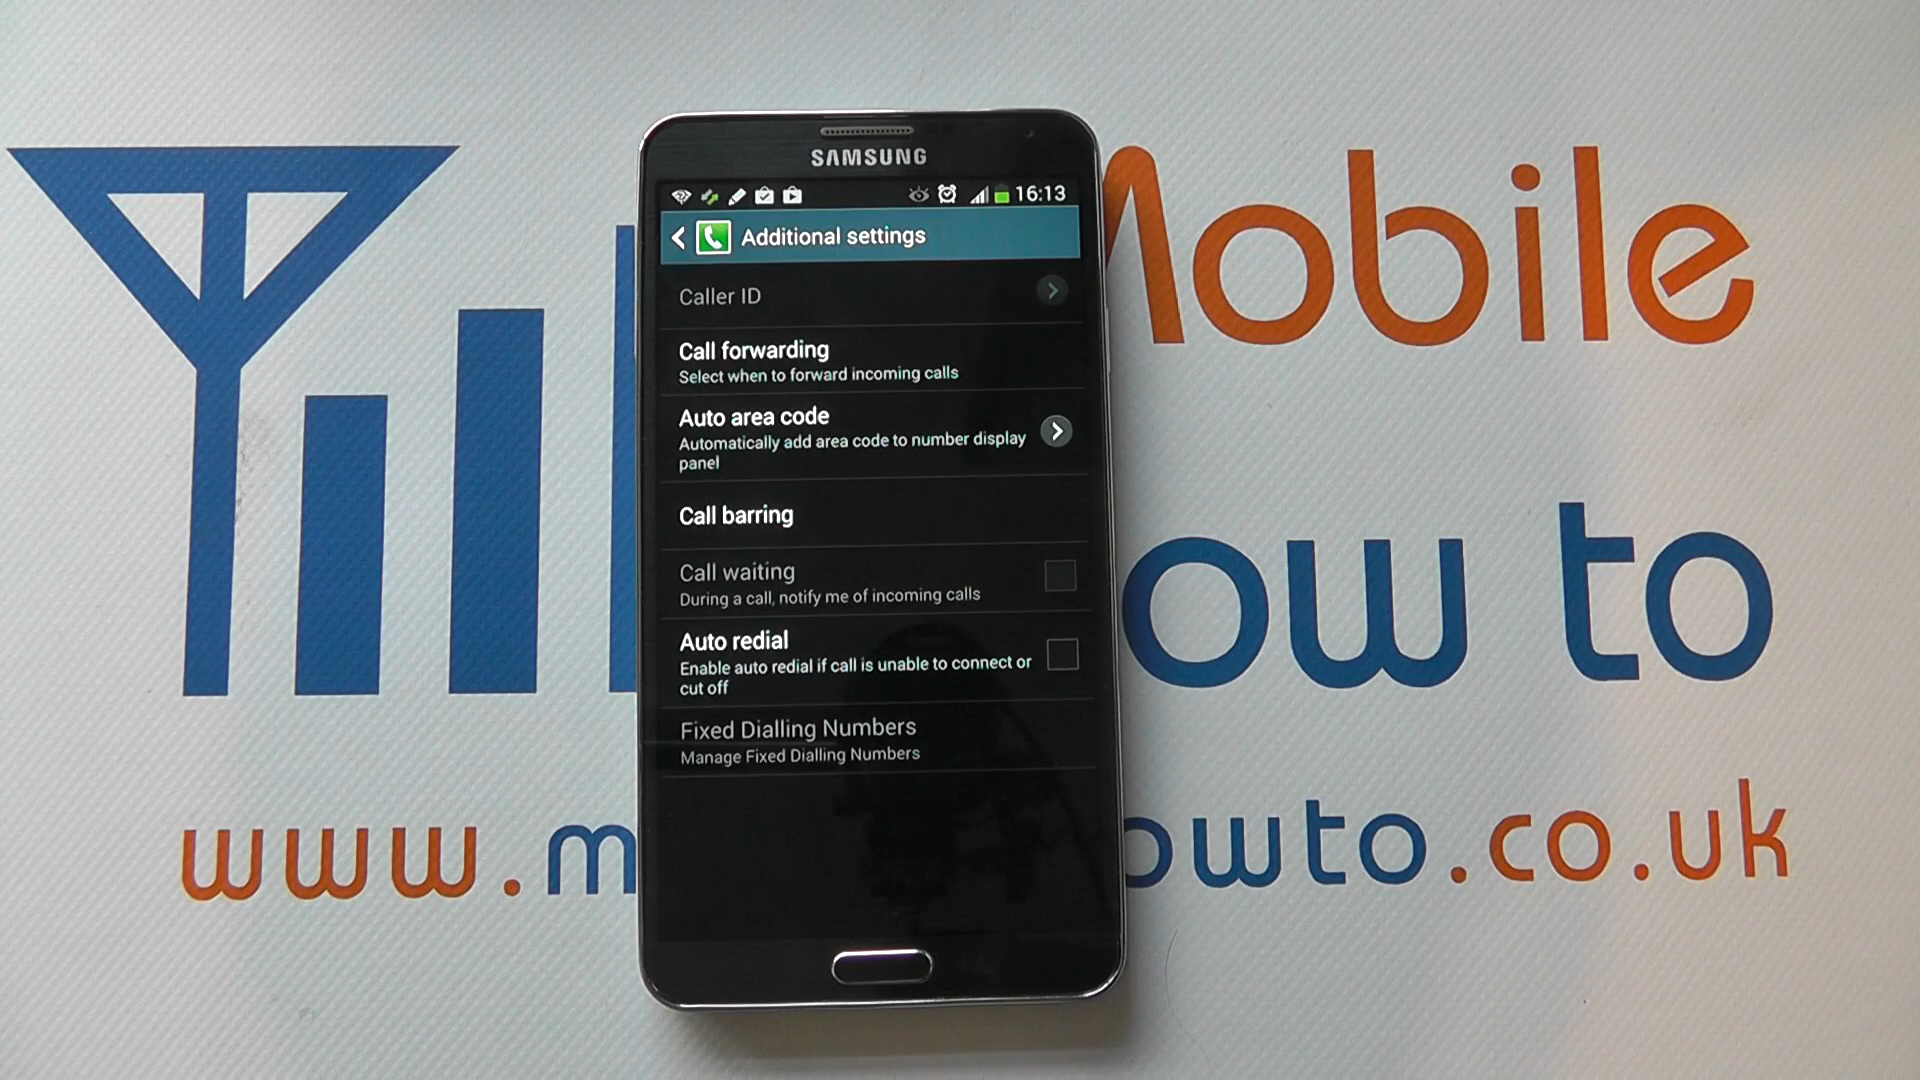 SAMSUNG
16:13
Additional settings
Caller ID
Call forwarding
Select when to forward incoming calls
Auto area code
Automatically add area code to number display
panel
Call barring
Call waiting
During a call, notify me of incoming calls
Auto redial
Enable auto redial if call is unable to connect or
cut off
Fixed Dialling Numbers
Manage Fixed Dialling Numbers
Mobile
ow to
www.m owto.co.uk